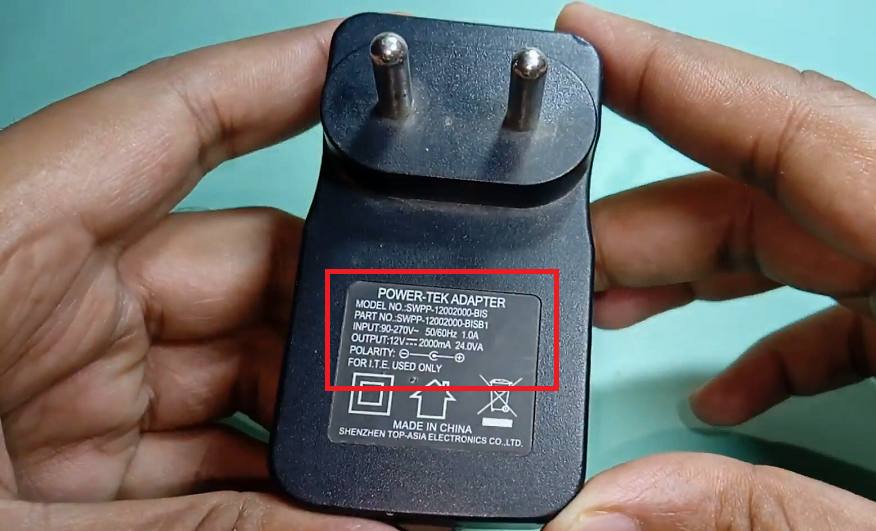 POWER-TEK ADAPTER
MODEL NO.:SWPP-12002000-BIS
PART NO.:SWPP-12002000-BISB1
INPUT:90-270V~ 50/60Hz 1.0A
OUTPUT:12V⎓ 2000mA 24.0VA
POLARITY: ⊖-C-⊕
FOR I.T.E. USED ONLY
MADE IN CHINA
SHENZHEN TOP-ASIA ELECTRONICS CO.,LTD.